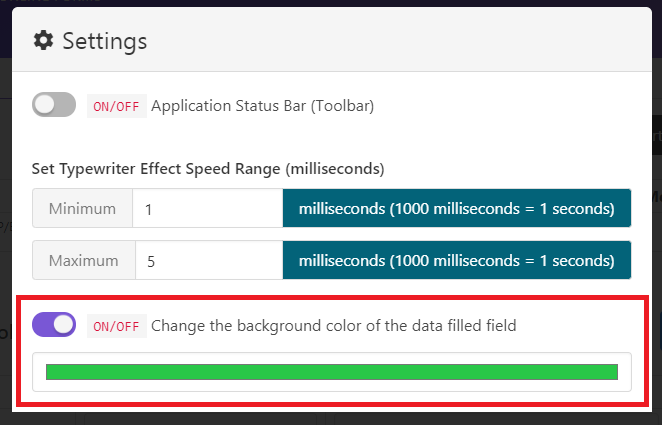 Settings
ON/OFF Application Status Bar (Toolbar)
Set Typewriter Effect Speed Range (milliseconds)
Minimum 1 milliseconds (1000 milliseconds = 1 seconds)
Maximum 5 milliseconds (1000 milliseconds = 1 seconds)
ON/OFF Change the background color of the data filled field